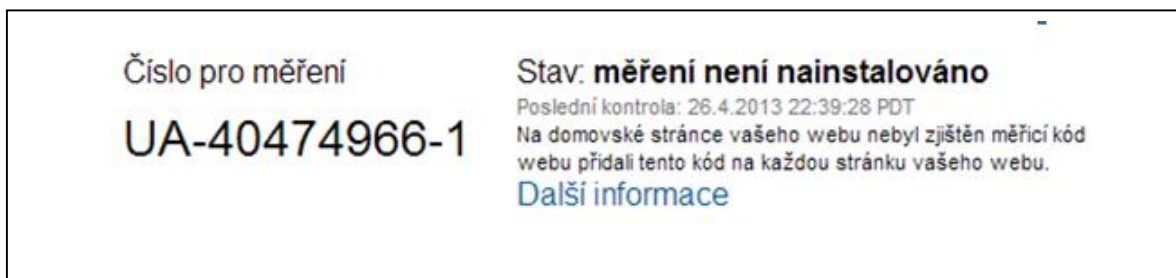 Číslo pro měření
UA-40474966-1
Stav: měření není nainstalováno
Poslední kontrola: 26.4.2013 22:39:28 PDT
Na domovské stránce vašeho webu nebyl zjištěn měřicí kód
webu přidali tento kód na každou stránku vašeho webu.
Další informace